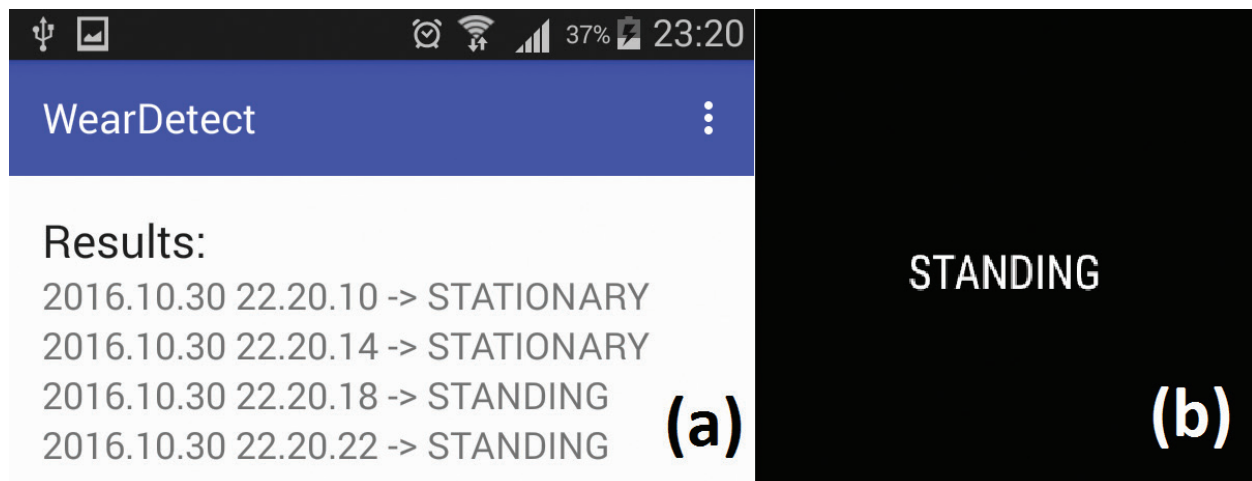 37% 23:20
WearDetect
Results:
2016.10.30 22.20.10 -> STATIONARY
2016.10.30 22.20.14 -> STATIONARY
2016.10.30 22.20.18 -> STANDING
2016.10.30 22.20.22 -> STANDING
(a)
STANDING
(b)